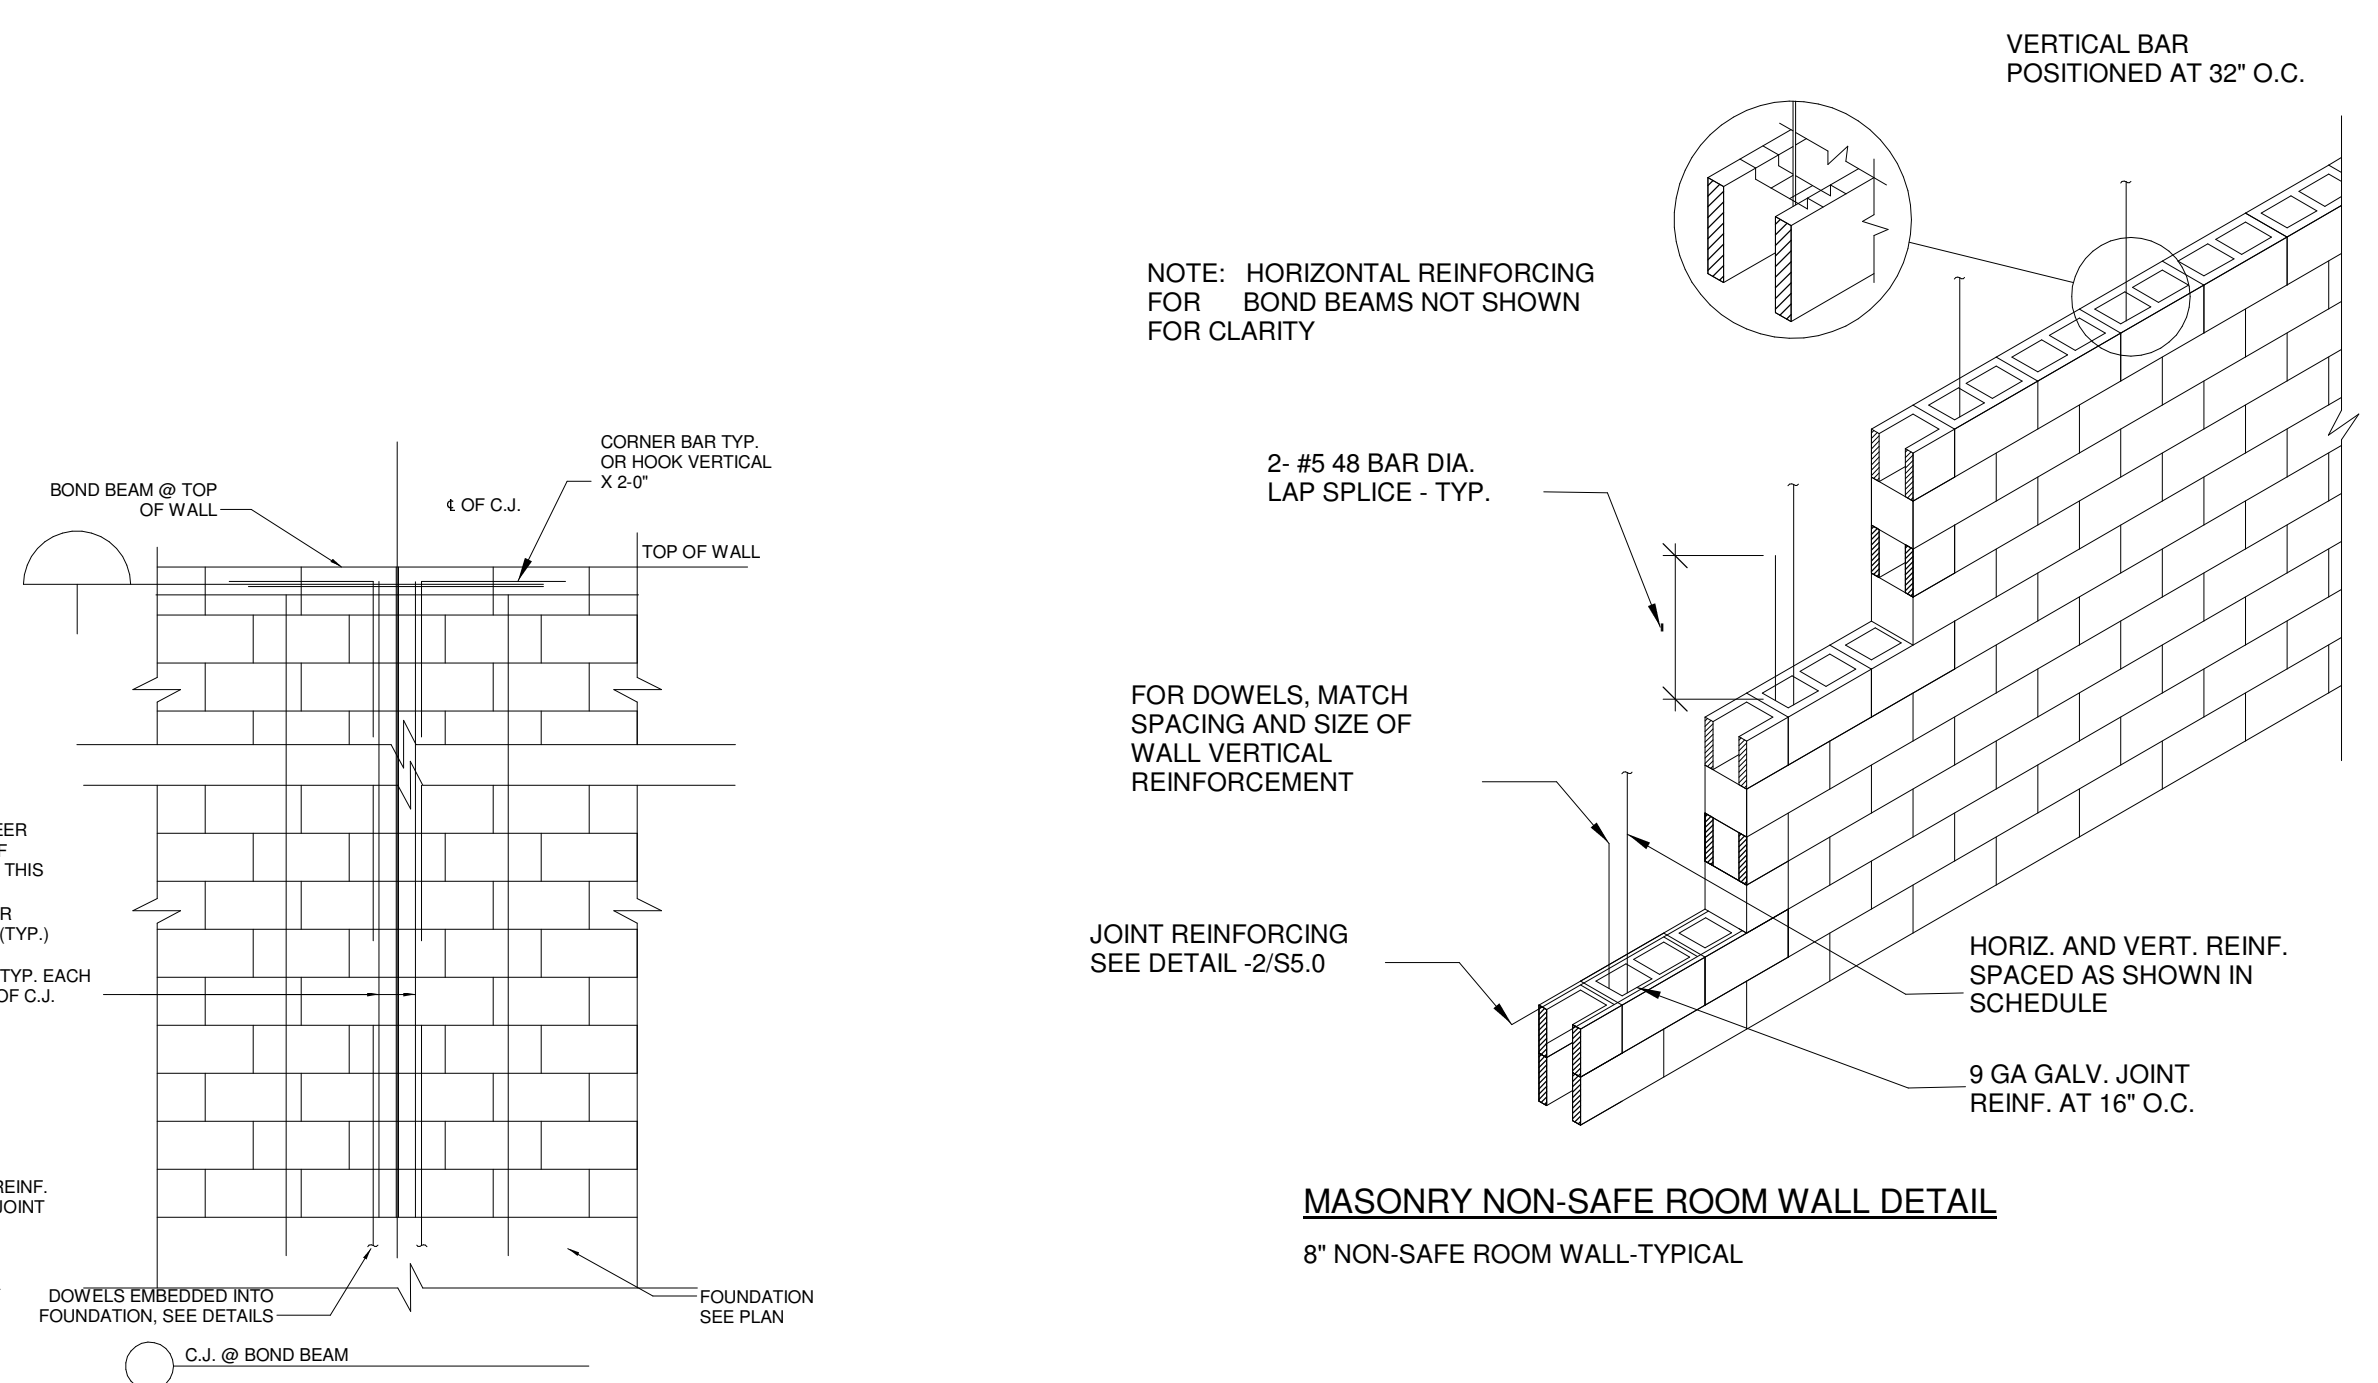 VERTICAL BAR
POSITIONED AT 32" O.C.
NOTE: HORIZONTAL REINFORCING
FOR BOND BEAMS NOT SHOWN
FOR CLARITY
2- #5 48 BAR DIA.
LAP SPLICE - TYP.
FOR DOWELS, MATCH
SPACING AND SIZE OF
WALL VERTICAL
REINFORCEMENT
JOINT REINFORCING
SEE DETAIL -2/S5.0
HORIZ. AND VERT. REINF.
SPACED AS SHOWN IN
SCHEDULE
9 GA GALV. JOINT
REINF. AT 16" O.C.
MASONRY NON-SAFE ROOM WALL DETAIL
8" NON-SAFE ROOM WALL-TYPICAL
CORNER BAR TYP.
OR HOOK VERTICAL
X 2-0"
BOND BEAM @ TOP
OF WALL
℄ OF C.J.
TOP OF WALL
THIS
(TYP.)
TYP. EACH
OF C.J.
REINF.
JOINT
DOWELS EMBEDDED INTO
FOUNDATION, SEE DETAILS
FOUNDATION
SEE PLAN
C.J. @ BOND BEAM